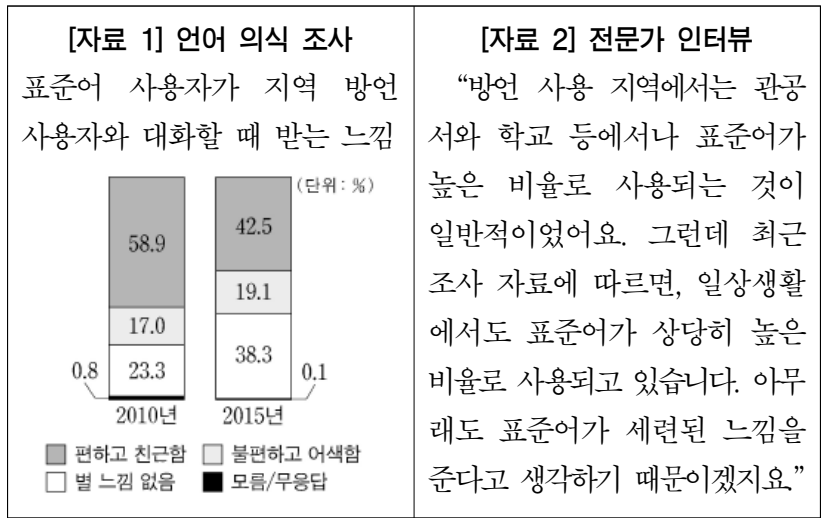 [자료 1] 언어 의식 조사
표준어 사용자가 지역 방언
사용자와 대화할 때 받는 느낌
(단위: %)
58.9
42.5
17.0
19.1
0.8
23.3
38.3
0.1
2010년
2015년
편하고 친근함
불편하고 어색함
별 느낌 없음
모름/무응답
[자료 2] 전문가 인터뷰
“방언 사용 지역에서는 관공
서와 학교 등에서나 표준어가
높은 비율로 사용되는 것이
일반적이었어요. 그런데 최근
조사 자료에 따르면, 일상생활
에서도 표준어가 상당히 높은
비율로 사용되고 있습니다. 아무
래도 표준어가 세련된 느낌을
준다고 생각하기 때문이겠지요.”